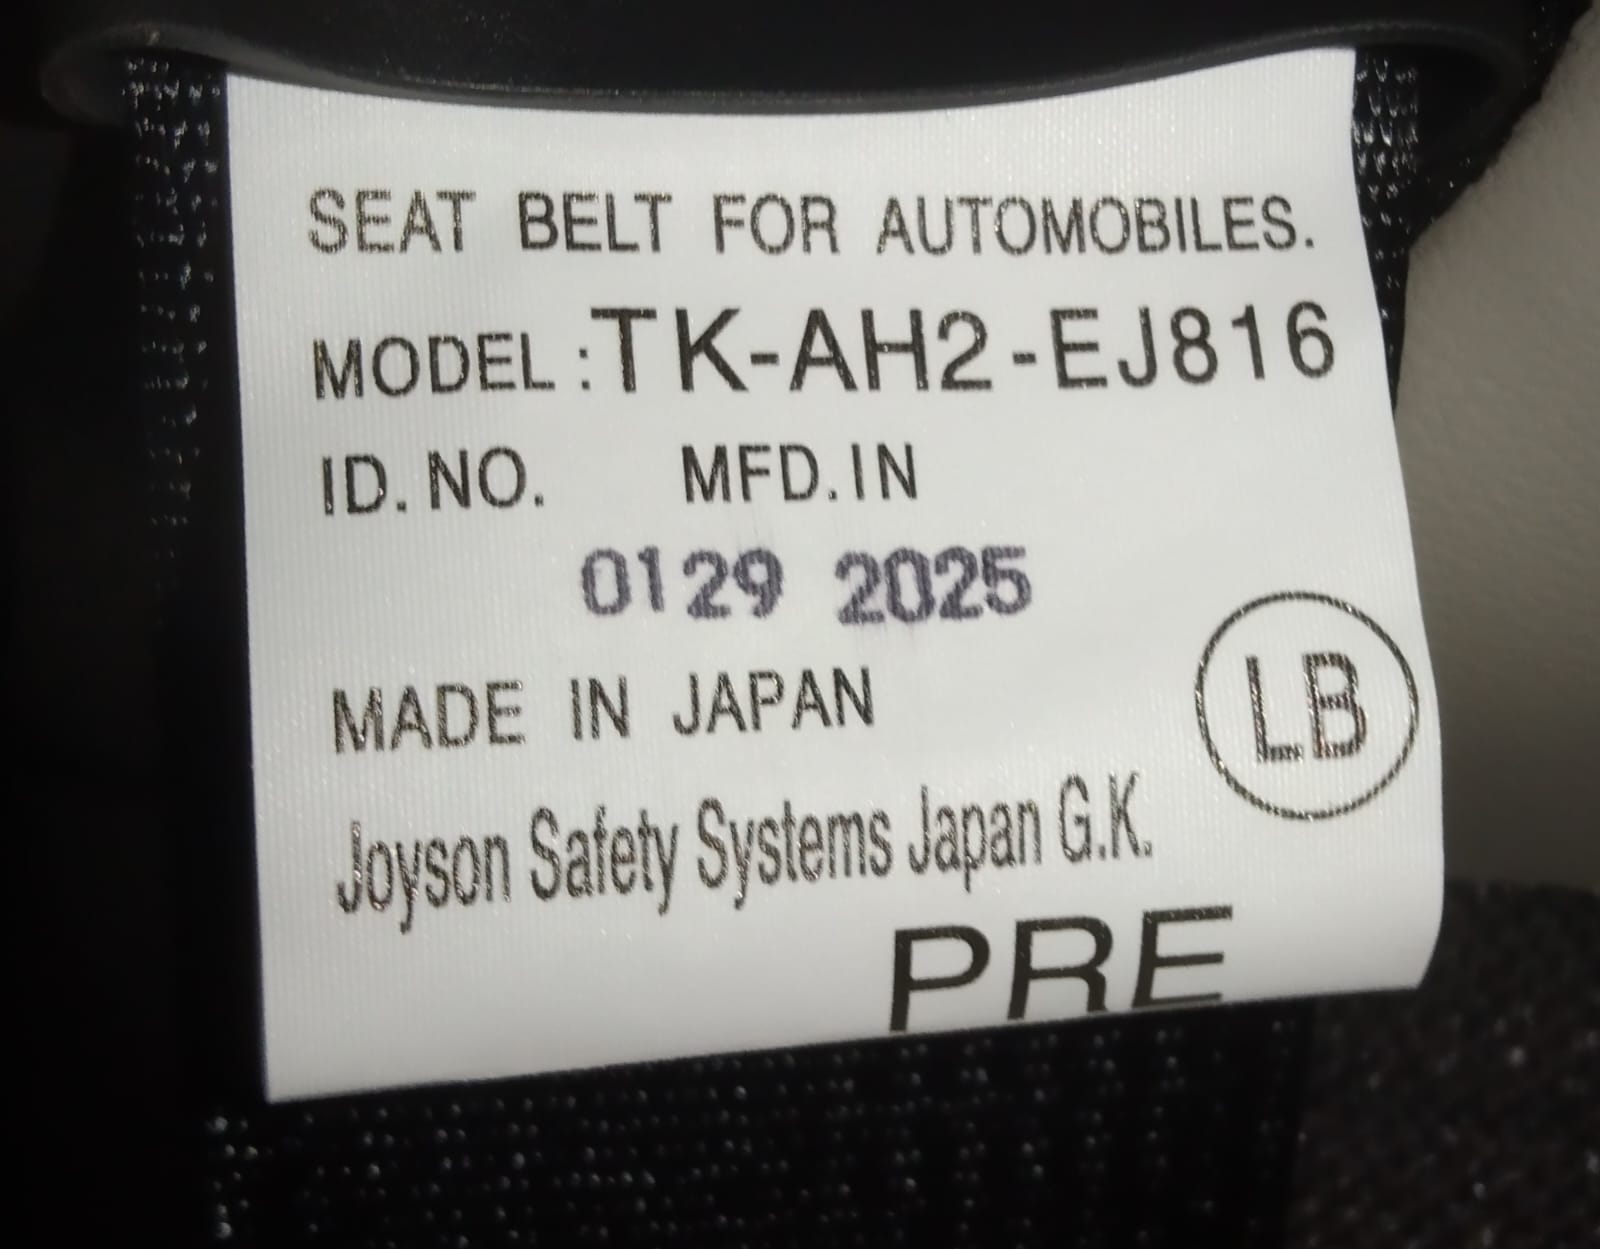 SEAT BELT FOR AUTOMOBILES.
MODEL:TK-AH2-EJ816
ID. NO. MFD. IN
0129 2025
MADE IN JAPAN
LB
Joyson Safety Systems Japan G.K.
PRE